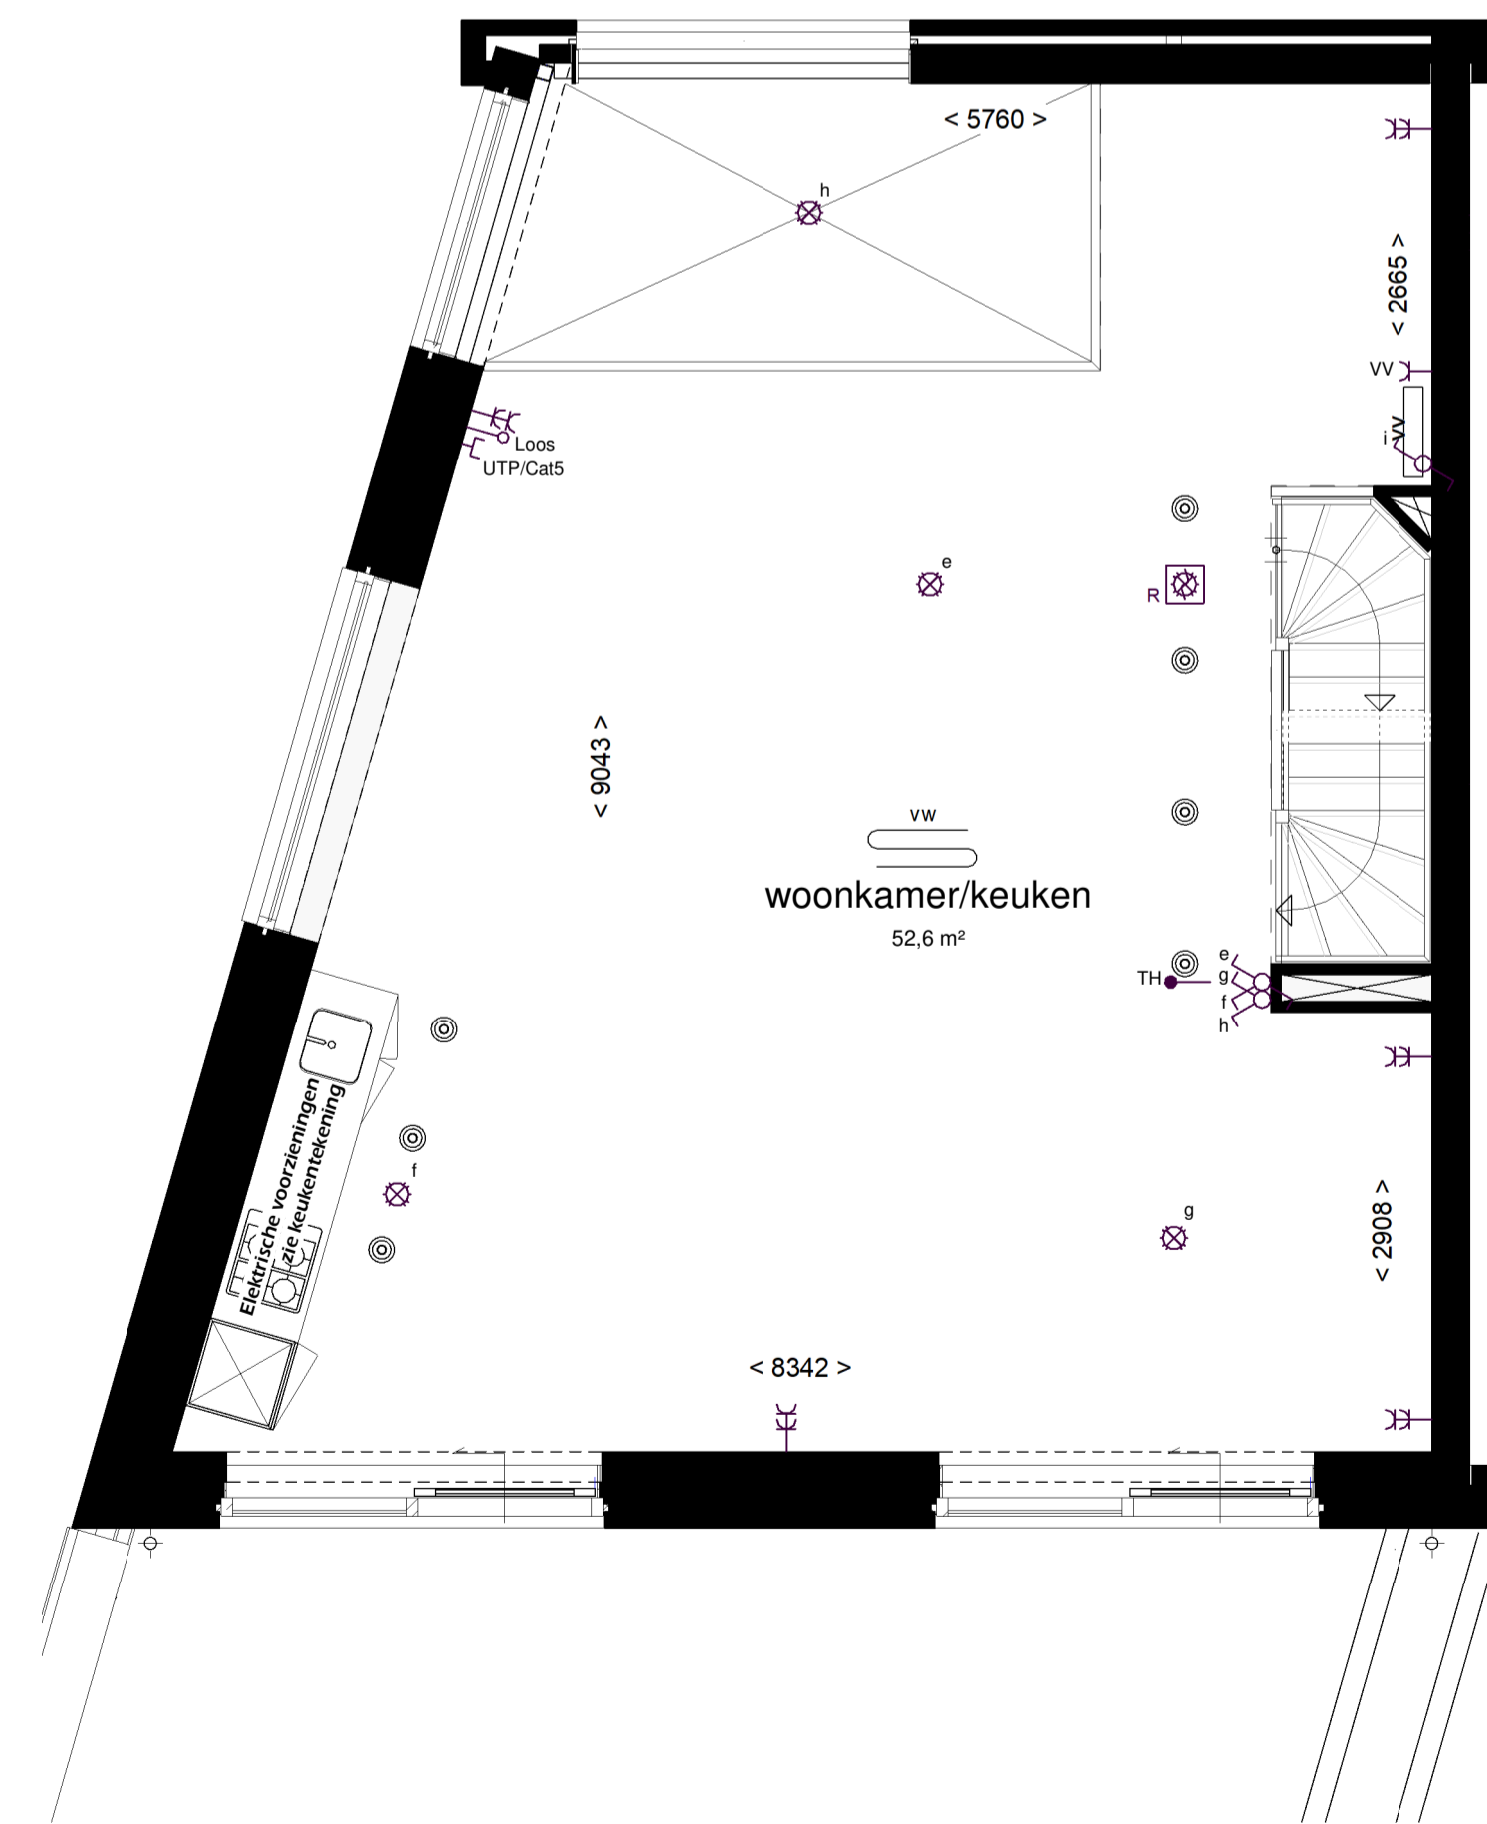 < 5760 >
h
< 2665 >
VV
VV
i
Loos
UTP/Cat5
e
R
< 9043 >
vw
woonkamer/keuken
52,6 m²
e
TH
g
f
h
Elektrische voorzieningen
zie keukentekening
f
g
< 2908 >
< 8342 >